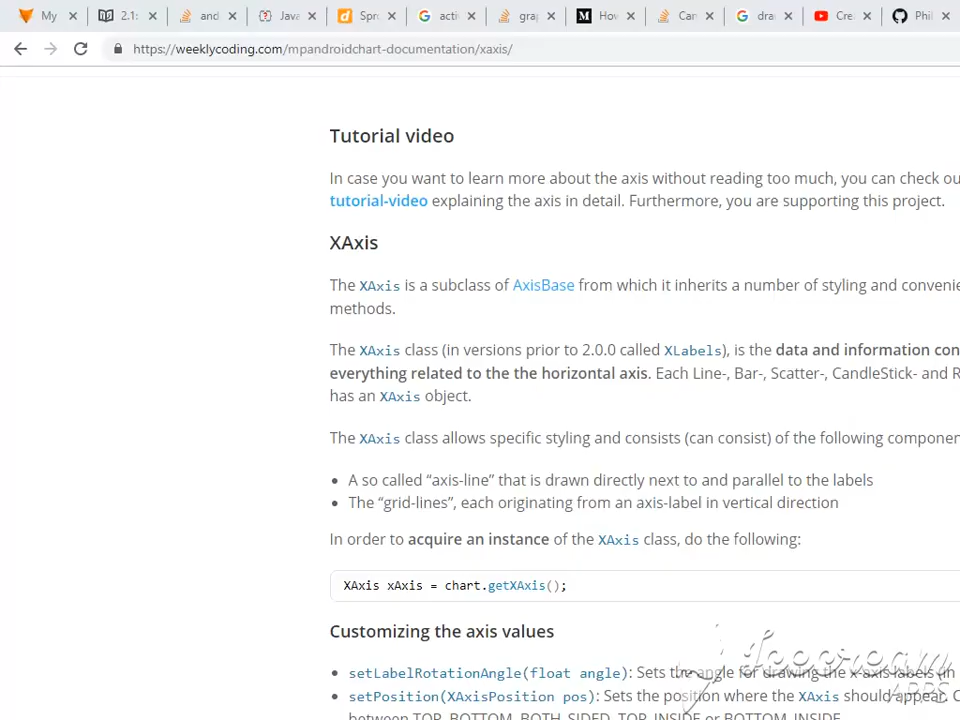 My
2.1:
and
Java
Spr
acti
gra
How
Can
dra
Cre
Phil
https://weeklycoding.com/mpandroidchart-documentation/xaxis/
Tutorial video
In case you want to learn more about the axis without reading too much, you can check ou
tutorial-video explaining the axis in detail. Furthermore, you are supporting this project.
XAxis
The XAxis is a subclass of AxisBase from which it inherits a number of styling and convenie
methods.
The XAxis class (in versions prior to 2.0.0 called XLabels), is the data and information con
everything related to the the horizontal axis. Each Line-, Bar-, Scatter-, CandleStick- and R
has an XAxis object.
The XAxis class allows specific styling and consists (can consist) of the following componen
• A so called “axis-line” that is drawn directly next to and parallel to the labels
• The “grid-lines”, each originating from an axis-label in vertical direction
In order to acquire an instance of the XAxis class, do the following:
XAxis xAxis = chart.getXAxis();
Customizing the axis values
• setLabelRotationAngle(float angle): Sets the angle for drawing the x-axis labels (in
• setPosition(XAxisPosition pos): Sets the position where the XAxis should appear. C
between TOP, BOTTOM, BOTH_SIDED, TOP_INSIDE or BOTTOM_INSIDE.
APPS